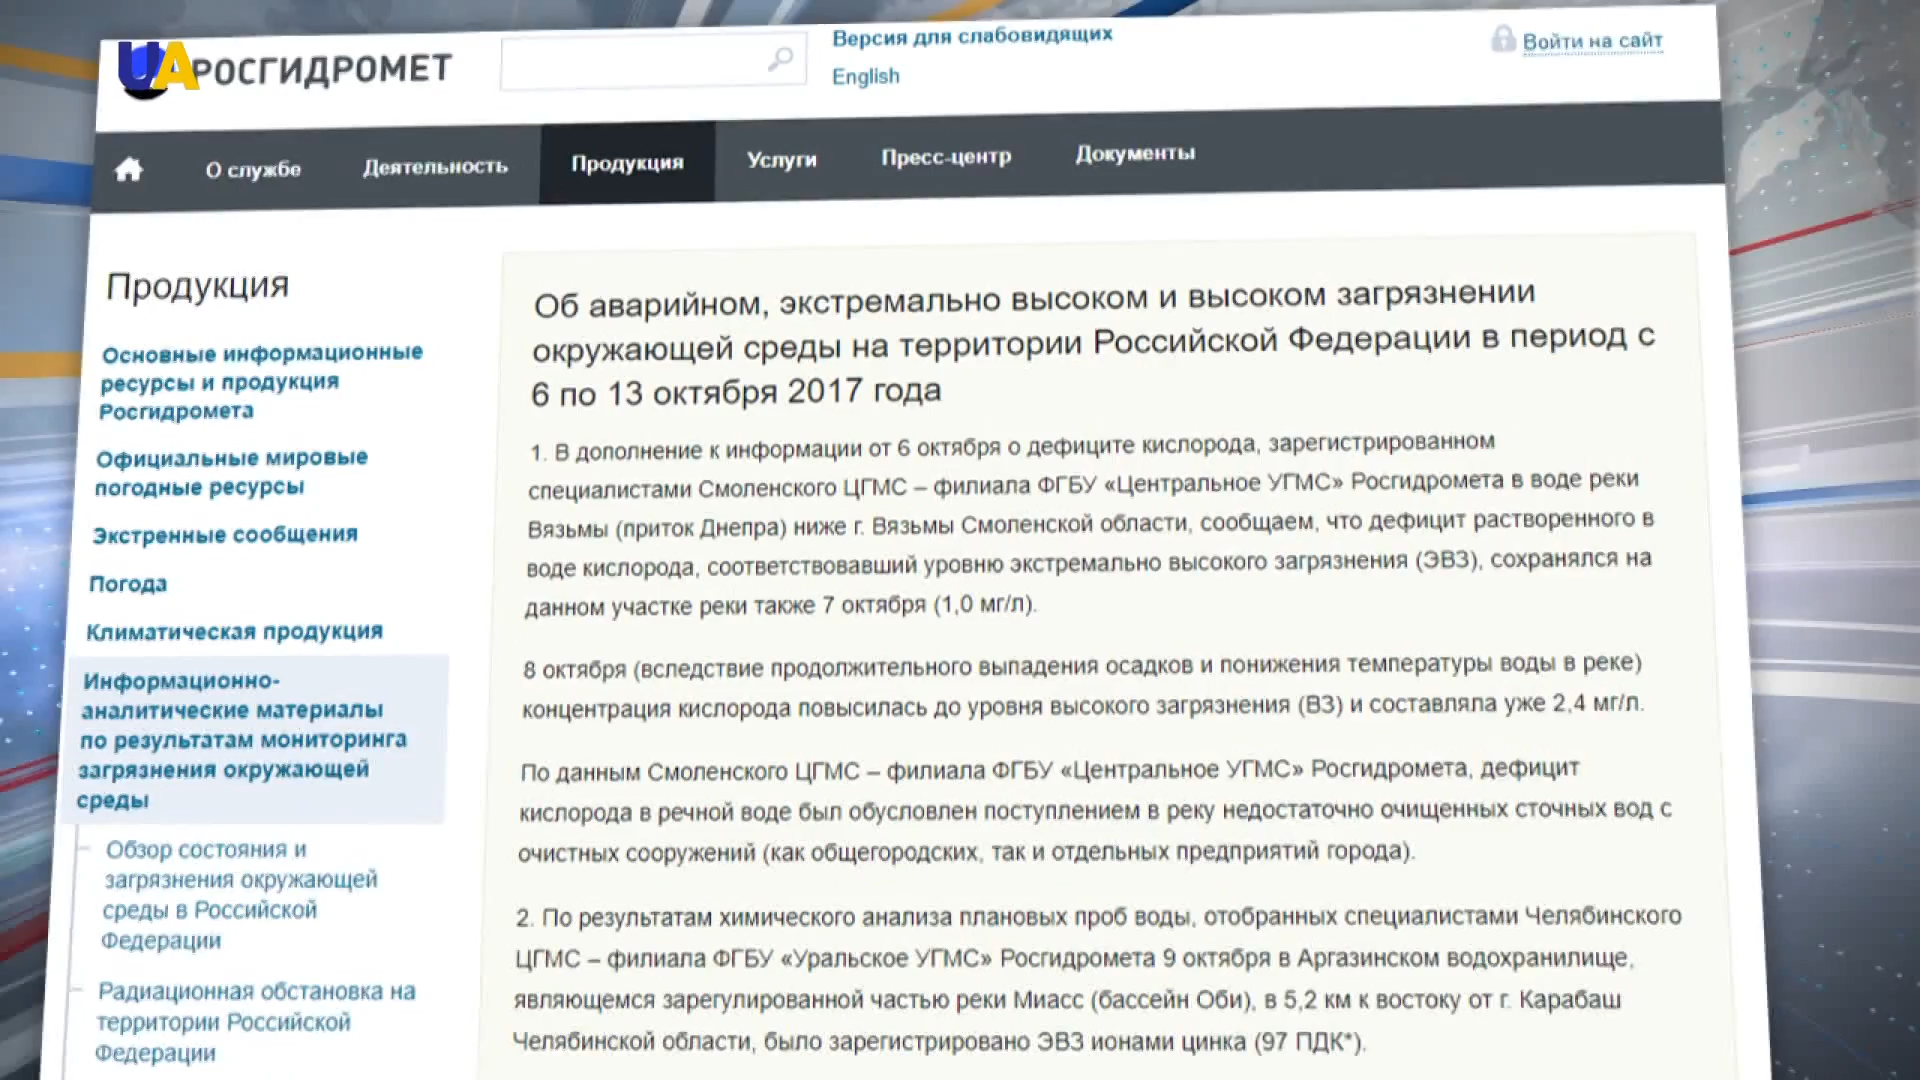 UA
РОСГИДРОМЕТ
Версия для слабовидящих
English
Войти на сайт
О службе
Деятельность
Продукция
Услуги
Пресс-центр
Документы
Продукция
Основные информационные
ресурсы и продукция
Росгидромета
Официальные мировые
погодные ресурсы
Экстренные сообщения
Погода
Климатическая продукция
Информационно-
аналитические материалы
по результатам мониторинга
загрязнения окружающей
среды
Обзор состояния и
загрязнения окружающей
среды в Российской
Федерации
Радиационная обстановка на
территории Российской
Федерации
Об аварийном, экстремально высоком и высоком загрязнении
окружающей среды на территории Российской Федерации в период с
6 по 13 октября 2017 года
1. В дополнение к информации от 6 октября о дефиците кислорода, зарегистрированном
специалистами Смоленского ЦГМС – филиала ФГБУ «Центральное УГМС» Росгидромета в воде реки
Вязьмы (приток Днепра) ниже г. Вязьмы Смоленской области, сообщаем, что дефицит растворенного в
воде кислорода, соответствовавший уровню экстремально высокого загрязнения (ЭВЗ), сохранялся на
данном участке реки также 7 октября (1,0 мг/л).
8 октября (вследствие продолжительного выпадения осадков и понижения температуры воды в реке)
концентрация кислорода повысилась до уровня высокого загрязнения (ВЗ) и составляла уже 2,4 мг/л.
По данным Смоленского ЦГМС – филиала ФГБУ «Центральное УГМС» Росгидромета, дефицит
кислорода в речной воде был обусловлен поступлением в реку недостаточно очищенных сточных вод с
очистных сооружений (как общегородских, так и отдельных предприятий города).
2. По результатам химического анализа плановых проб воды, отобранных специалистами Челябинского
ЦГМС – филиала ФГБУ «Уральское УГМС» Росгидромета 9 октября в Аргазинском водохранилище,
являющемся зарегулированной частью реки Миасс (бассейн Оби), в 5,2 км к востоку от г. Карабаш
Челябинской области, было зарегистрировано ЭВЗ ионами цинка (97 ПДК*).